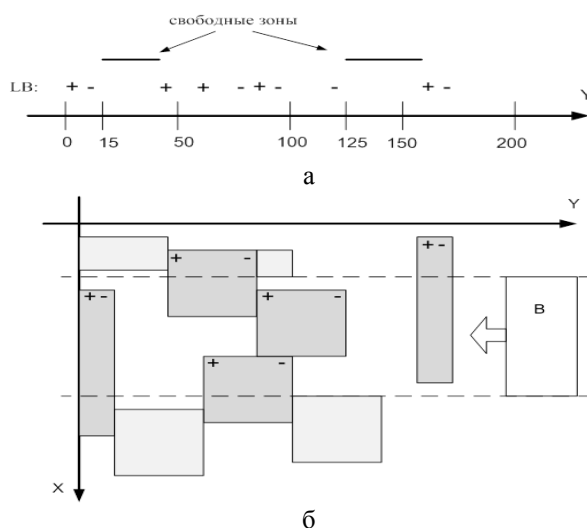 свободные зоны
LB: + - + + - + - - + -
Y
0 15 50 100 125 150 200
а
Y
+ - + -
+ - + -
B
+ -
X
б